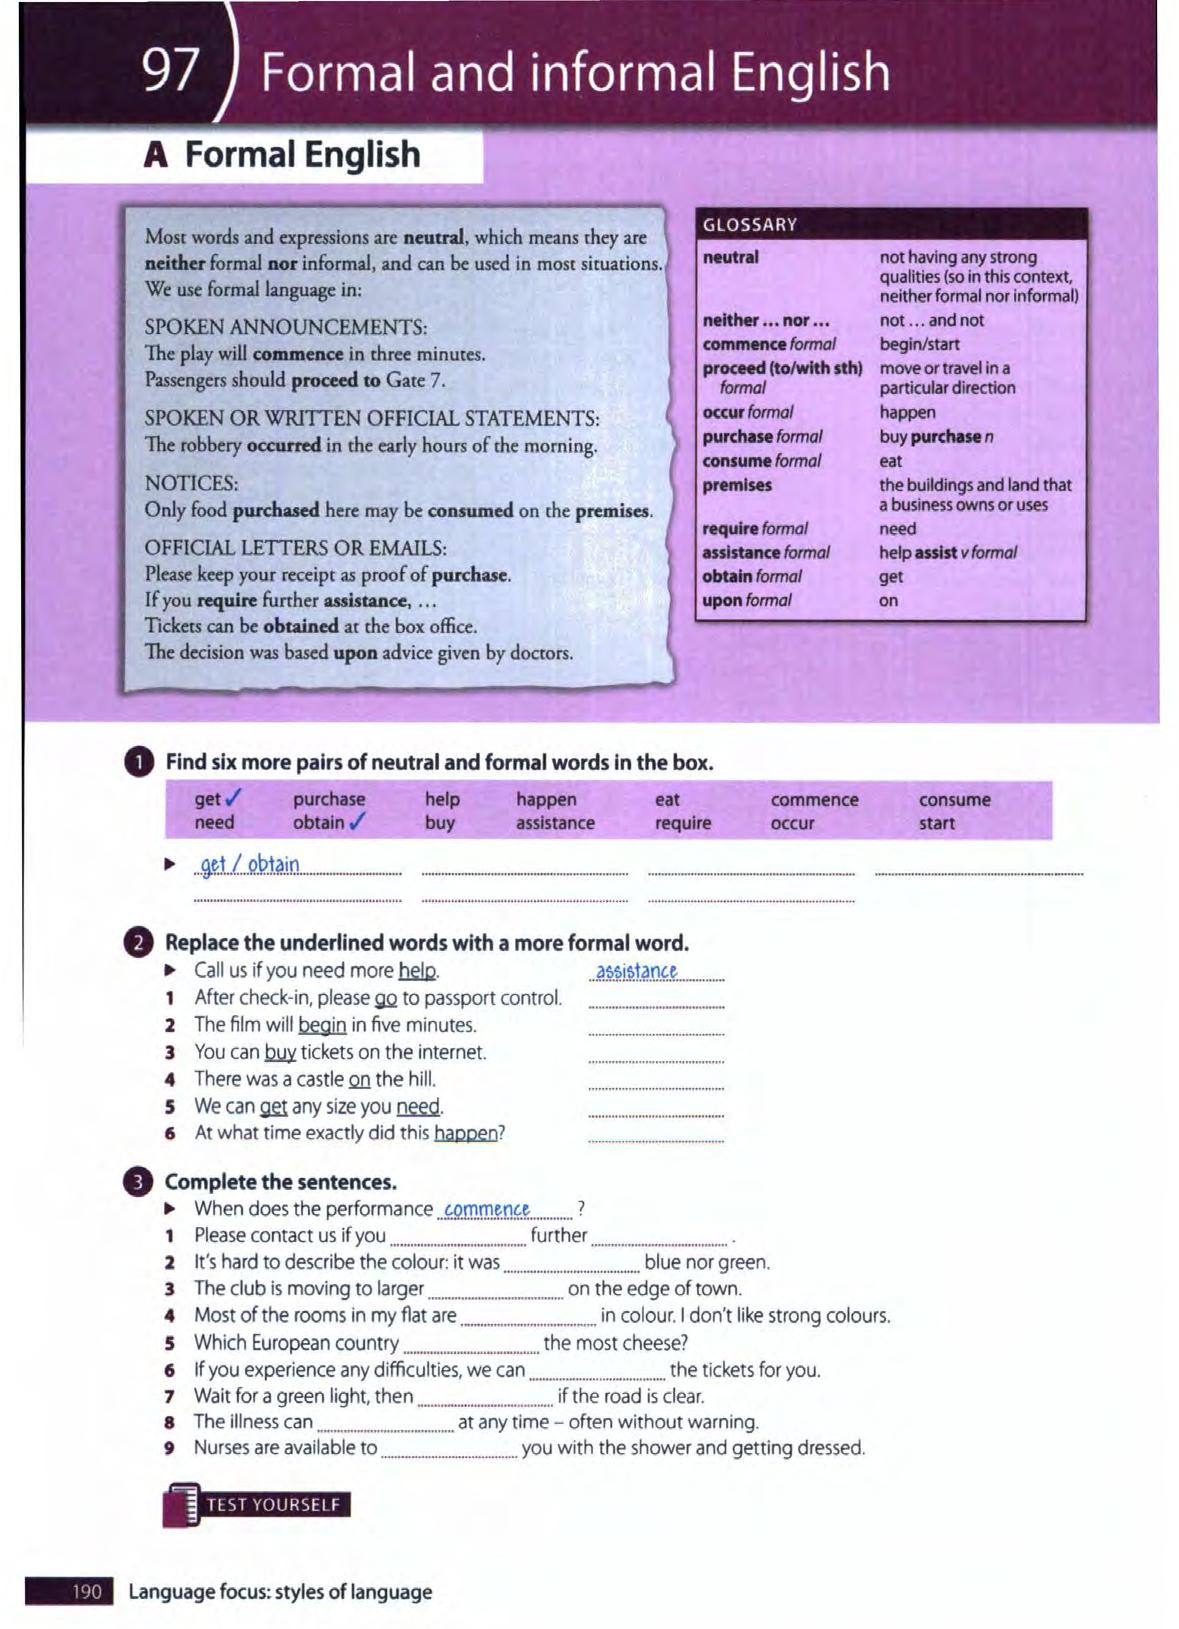 97
Formal and informal English
A Formal English
Most words and expressions are neutral, which means they are
neither formal nor informal, and can be used in most situations.
We use formal language in:
SPOKEN ANNOUNCEMENTS:
The play will commence in three minutes.
Passengers should proceed to Gate 7.
SPOKEN OR WRITTEN OFFICIAL STATEMENTS:
The robbery occurred in the early hours of the morning.
NOTICES:
Only food purchased here may be consumed on the premises.
OFFICIAL LETTERS OR EMAILS:
Please keep your receipt as proof of purchase.
If you require further assistance, ...
Tickets can be obtained at the box office.
The decision was based upon advice given by doctors.
GLOSSARY
neutral not having any strong
qualities (so in this context,
neither formal nor informal)
neither ... nor ... not ... and not
commence formal begin/start
proceed (to/with sth) move or travel in a
formal particular direction
occur formal happen
purchase formal buy purchase n
consume formal eat
premises the buildings and land that
a business owns or uses
require formal need
assistance formal help assist v formal
obtain formal get
upon formal on
1 Find six more pairs of neutral and formal words in the box.
get ✓ purchase help happen eat commence consume
need obtain ✓ buy assistance require occur start
► get / obtain
2 Replace the underlined words with a more formal word.
► Call us if you need more help. assistance
1 After check-in, please go to passport control.
2 The film will begin in five minutes.
3 You can buy tickets on the internet.
4 There was a castle on the hill.
5 We can get any size you need.
6 At what time exactly did this happen?
3 Complete the sentences.
► When does the performance commence ?
1 Please contact us if you .......... further .......... .
2 It's hard to describe the colour: it was .......... blue nor green.
3 The club is moving to larger .......... on the edge of town.
4 Most of the rooms in my flat are .......... in colour. I don't like strong colours.
5 Which European country .......... the most cheese?
6 If you experience any difficulties, we can .......... the tickets for you.
7 Wait for a green light, then .......... if the road is clear.
8 The illness can .......... at any time – often without warning.
9 Nurses are available to .......... you with the shower and getting dressed.
TEST YOURSELF
190 Language focus: styles of language